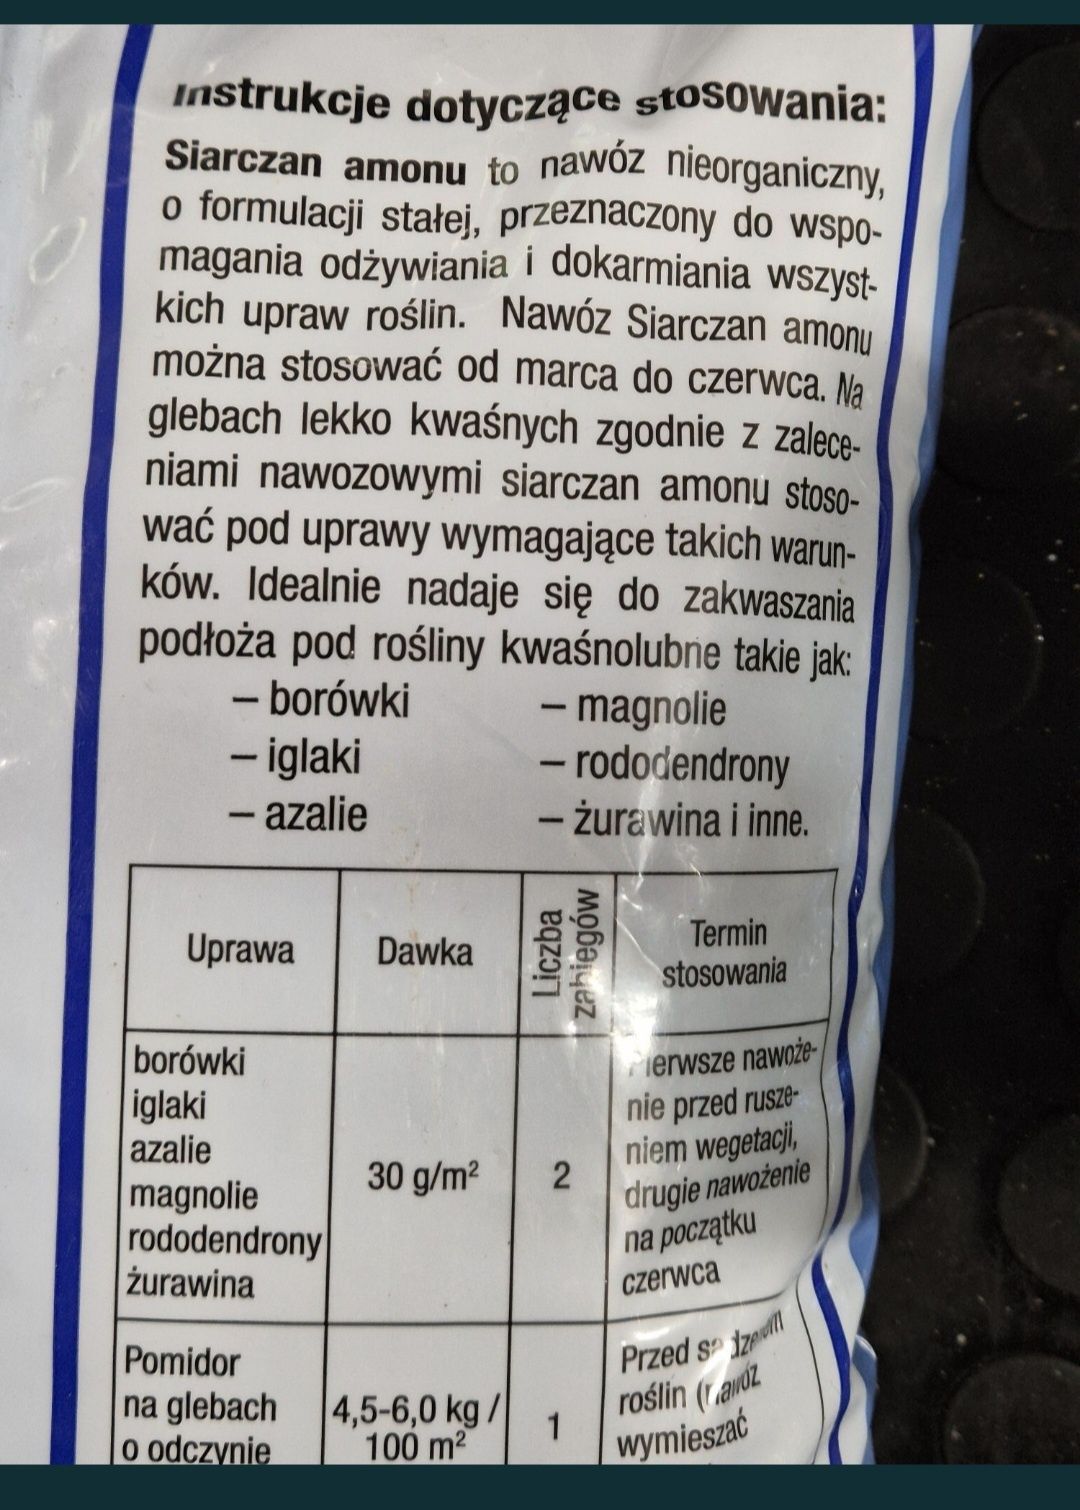 Instrukcje dotyczące stosowania:
Siarczan amonu to nawóz nieorganiczny,
o formulacji stałej, przeznaczony do wspo-
magania odżywiania i dokarmiania wszyst-
kich upraw roślin. Nawóz Siarczan amonu
można stosować od marca do czerwca. Na
glebach lekko kwaśnych zgodnie z zalece-
niami nawozowymi siarczan amonu stoso-
wać pod uprawy wymagające takich warun-
ków. Idealnie nadaje się do zakwaszania
podłoża pod rośliny kwaśnolubne takie jak:
– borówki – magnolie
– iglaki – rododendrony
– azalie – żurawina i inne.
Uprawa
Dawka
Liczba
zabiegów
Termin
stosowania
borówki
iglaki
azalie
magnolie
rododendrony
żurawina
30 g/m²
2
Pierwsze nawoże-
nie przed rusze-
niem wegetacji,
drugie nawożenie
na początku
czerwca
Pomidor
na glebach
o odczynie
4,5-6,0 kg /
100 m²
1
Przed sadzeniem
roślin (nawóz
wymieszać